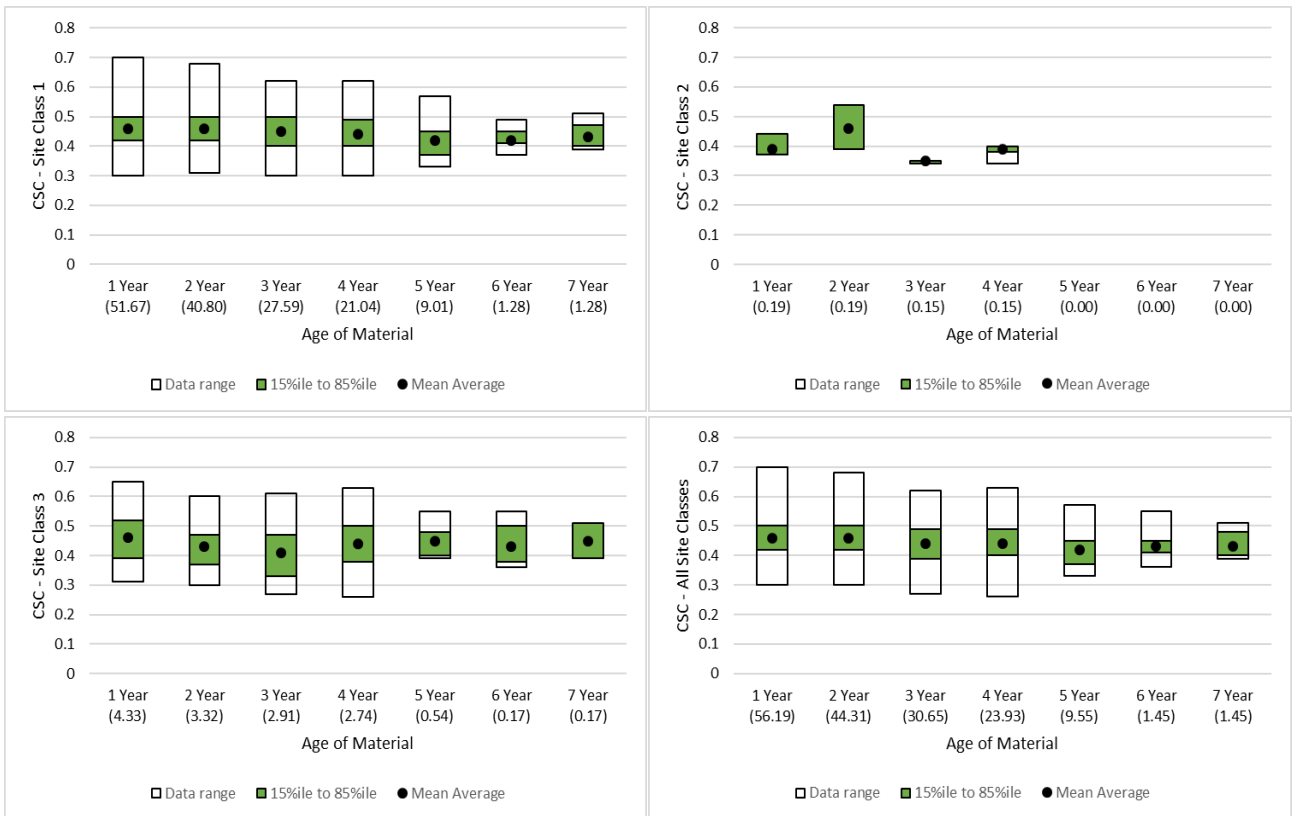 CSC - Site Class 1
0.8
0.7
0.6
0.5
0.4
0.3
0.2
0.1
0
1 Year 2 Year 3 Year 4 Year 5 Year 6 Year 7 Year
(51.67) (40.80) (27.59) (21.04) (9.01) (1.28) (1.28)
Age of Material
Data range 15%ile to 85%ile Mean Average
CSC - Site Class 2
0.8
0.7
0.6
0.5
0.4
0.3
0.2
0.1
0
1 Year 2 Year 3 Year 4 Year 5 Year 6 Year 7 Year
(0.19) (0.19) (0.15) (0.15) (0.00) (0.00) (0.00)
Age of Material
Data range 15%ile to 85%ile Mean Average
CSC - Site Class 3
0.8
0.7
0.6
0.5
0.4
0.3
0.2
0.1
0
1 Year 2 Year 3 Year 4 Year 5 Year 6 Year 7 Year
(4.33) (3.32) (2.91) (2.74) (0.54) (0.17) (0.17)
Age of Material
Data range 15%ile to 85%ile Mean Average
CSC - All Site Classes
0.8
0.7
0.6
0.5
0.4
0.3
0.2
0.1
0
1 Year 2 Year 3 Year 4 Year 5 Year 6 Year 7 Year
(56.19) (44.31) (30.65) (23.93) (9.55) (1.45) (1.45)
Age of Material
Data range 15%ile to 85%ile Mean Average